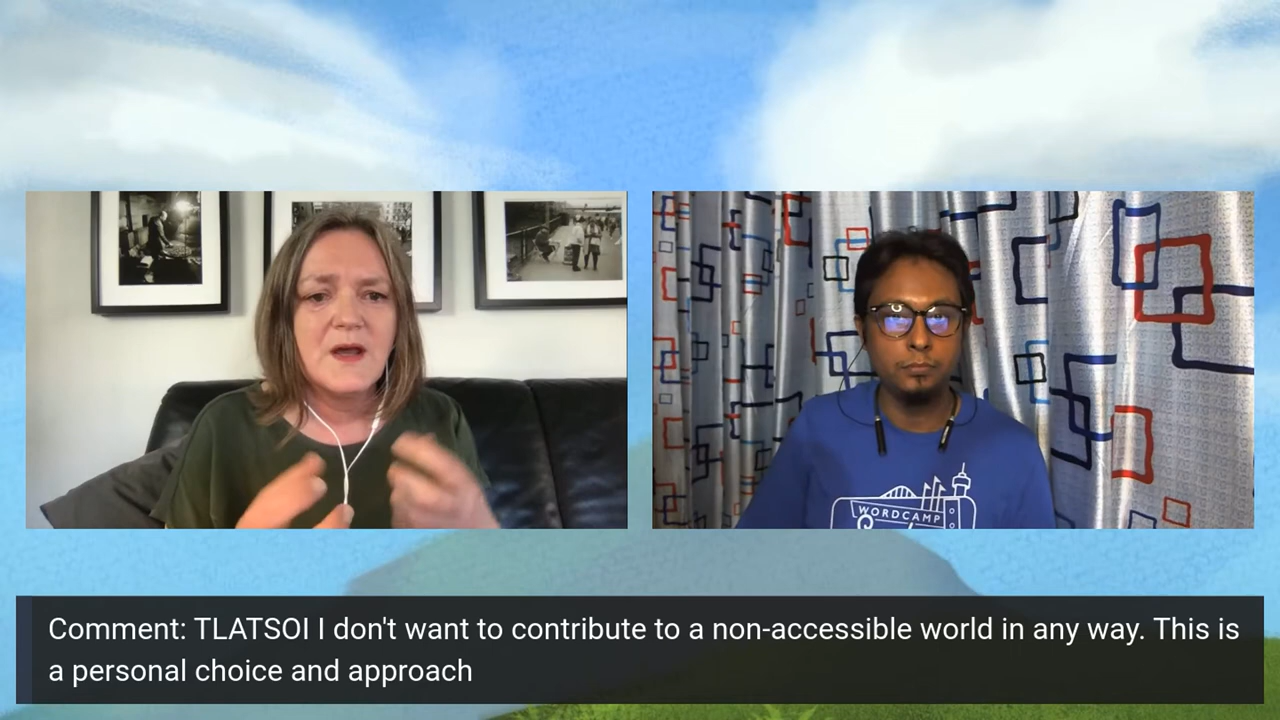 WORDCAMP
Comment: TLATSOI I don't want to contribute to a non-accessible world in any way. This is
a personal choice and approach